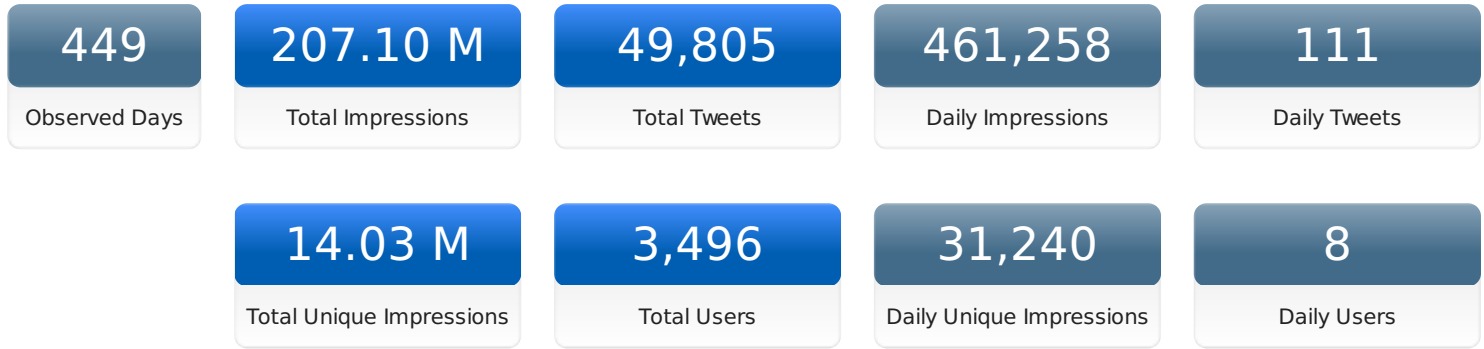 449
Observed Days
207.10 M
Total Impressions
49,805
Total Tweets
461,258
Daily Impressions
111
Daily Tweets
14.03 M
Total Unique Impressions
3,496
Total Users
31,240
Daily Unique Impressions
8
Daily Users